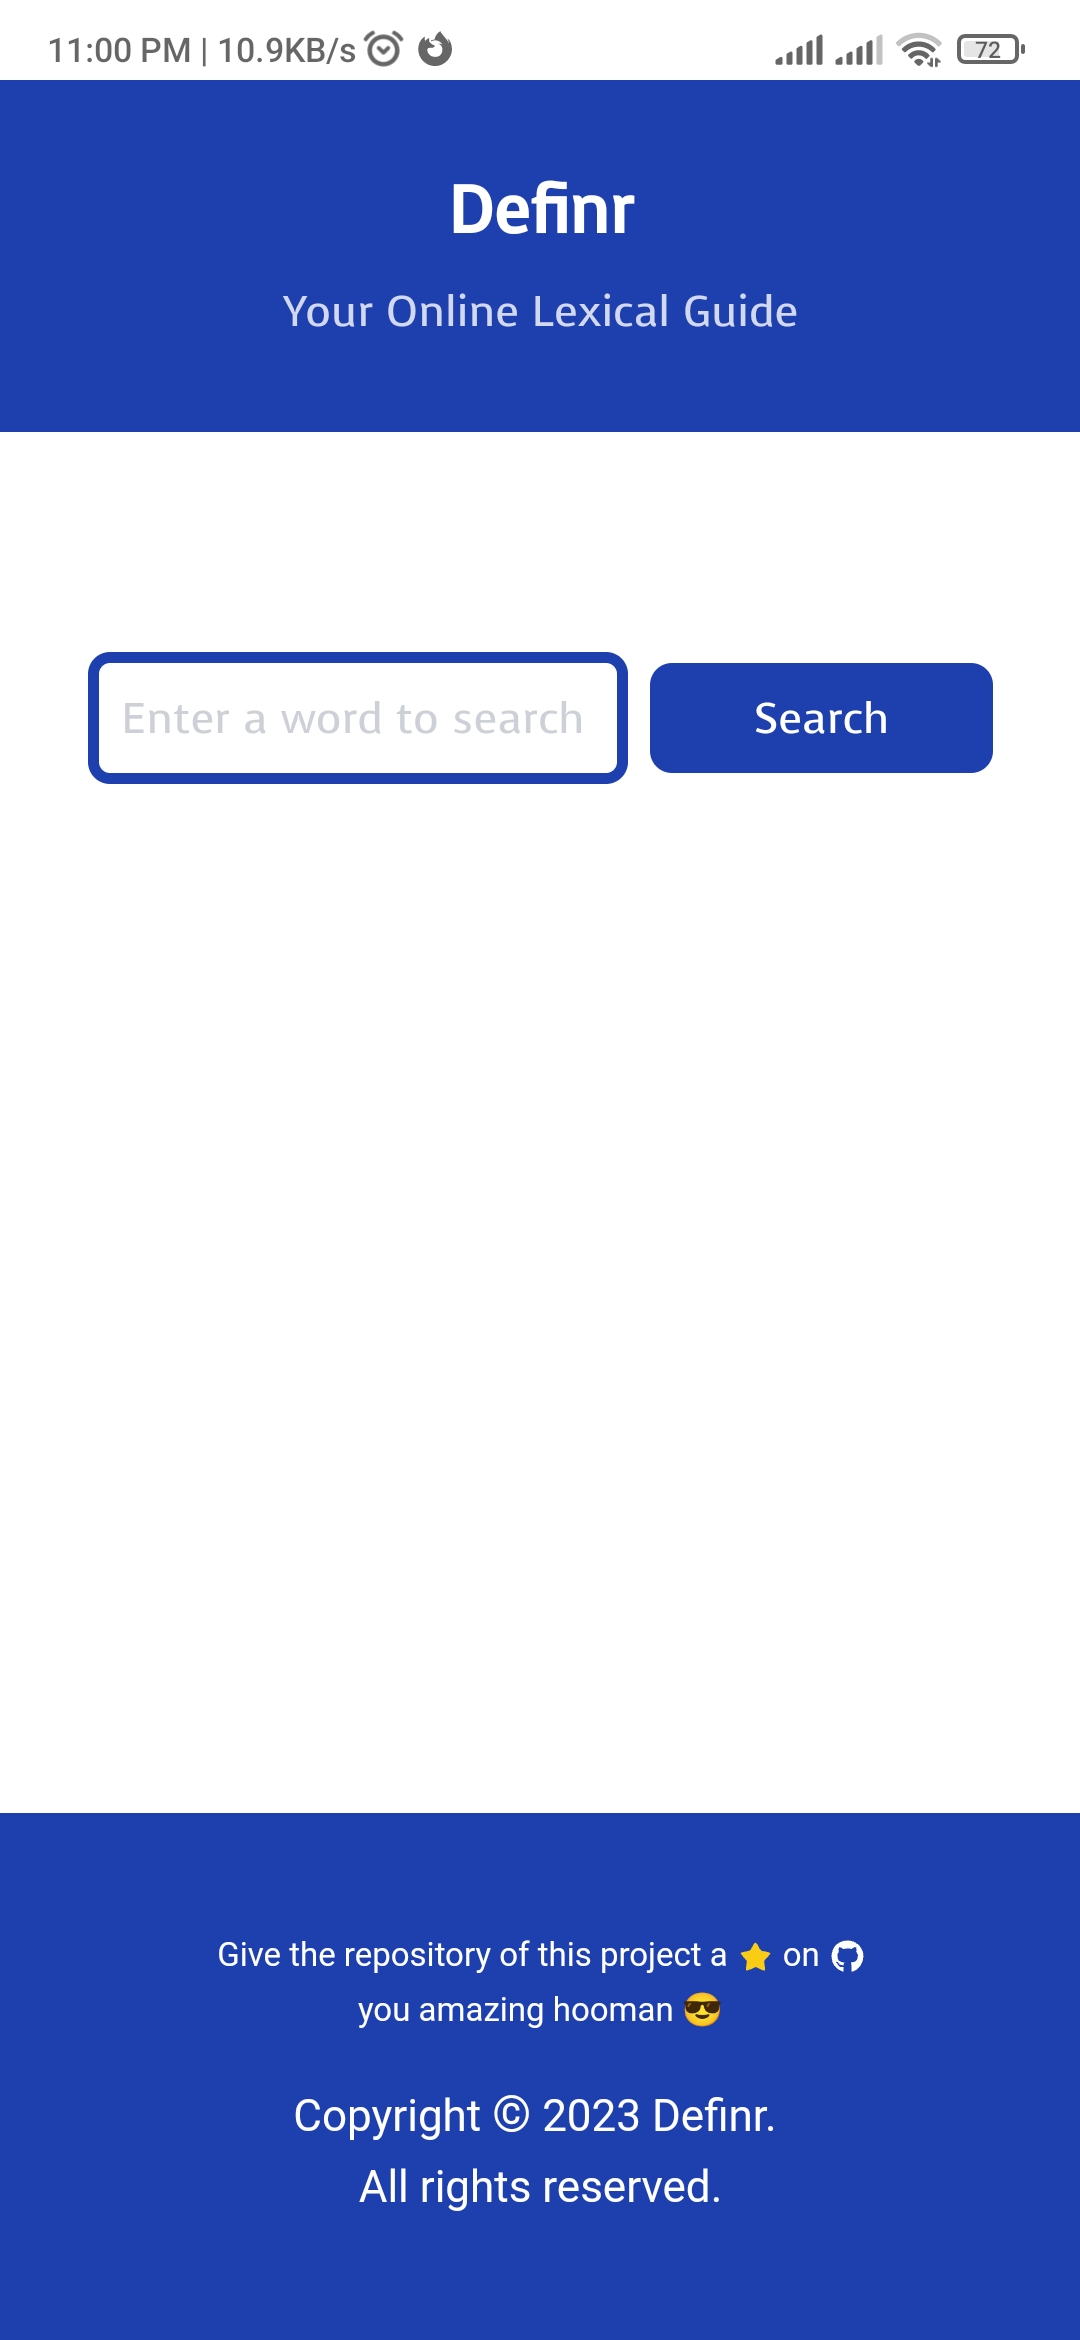 11:00 PM | 10.9KB/s
72
Definr
Your Online Lexical Guide
Enter a word to search
Search
Give the repository of this project a ⭐ on
you amazing hooman 😎
Copyright © 2023 Definr.
All rights reserved.